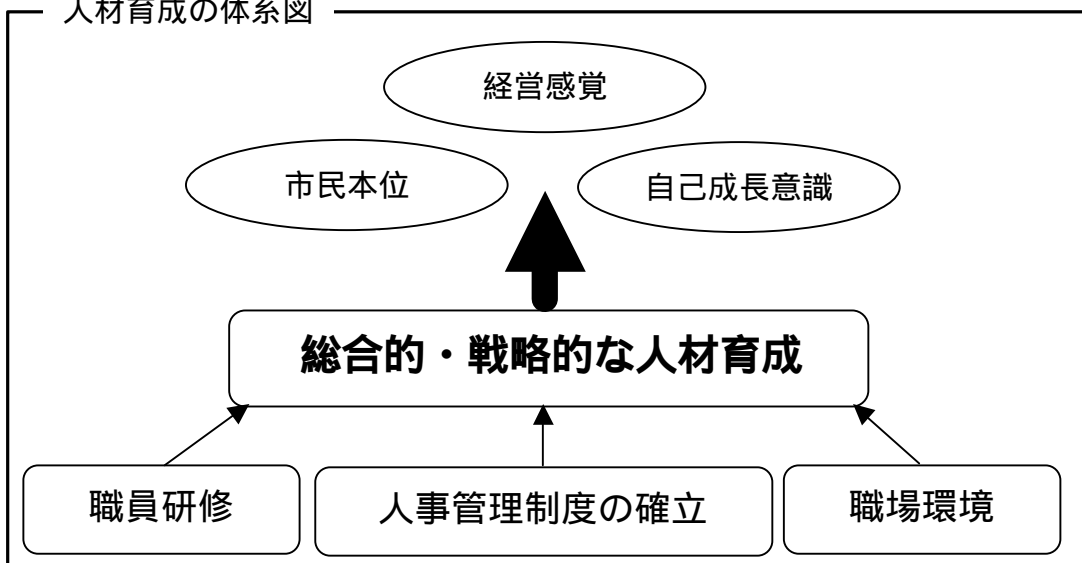 人材育成の体系図
経営感覚
市民本位
自己成長意識
総合的・戦略的な人材育成
職員研修
人事管理制度の確立
職場環境